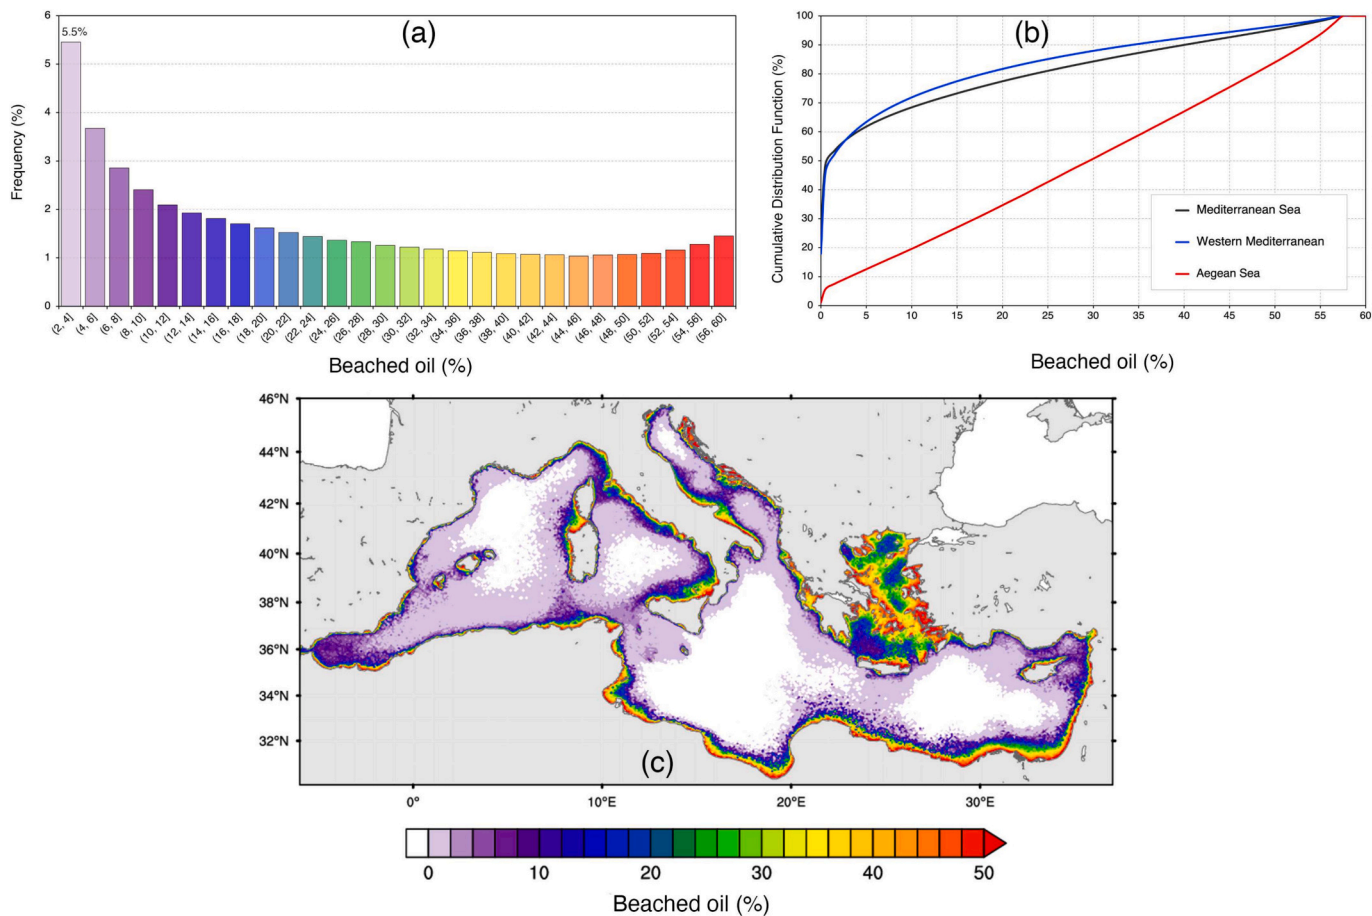 (a)
5.5%
Frequency (%)
6
5
4
3
2
1
0
(2, 4]
(4, 6]
(6, 8]
(8, 10]
(10, 12]
(12, 14]
(14, 16]
(16, 18]
(18, 20]
(20, 22]
(22, 24]
(24, 26]
(26, 28]
(28, 30]
(30, 32]
(32, 34]
(34, 36]
(36, 38]
(38, 40]
(40, 42]
(42, 44]
(44, 46]
(46, 48]
(48, 50]
(50, 52]
(52, 54]
(54, 56]
(56, 60]
Beached oil (%)
(b)
Cumulative Distribution Function (%)
100
90
80
70
60
50
40
30
20
10
0
Mediterranean Sea
Western Mediterranean
Aegean Sea
0 5 10 15 20 25 30 35 40 45 50 55 60
Beached oil (%)
46°N
44°N
42°N
40°N
38°N
36°N
34°N
32°N
(c)
0° 10°E 20°E 30°E
0 10 20 30 40 50
Beached oil (%)